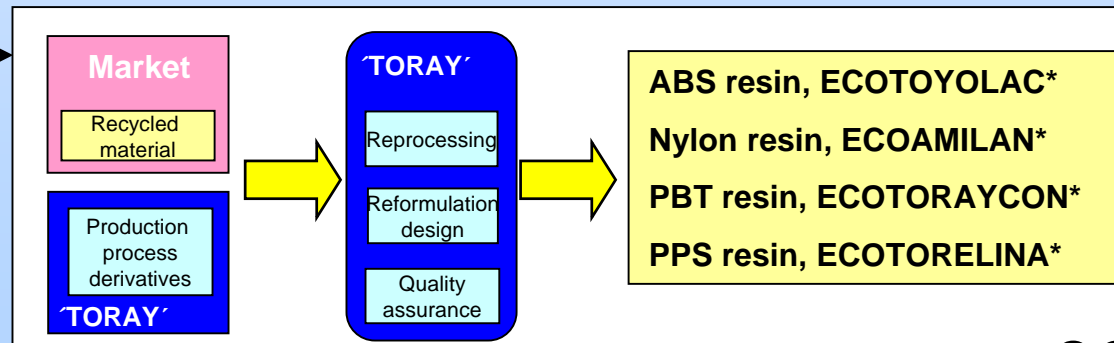 Market
Recycled
material
Production
process
derivatives
´TORAY´
´TORAY´
Reprocessing
Reformulation
design
Quality
assurance
ABS resin, ECOTOYOLAC*
Nylon resin, ECOAMILAN*
PBT resin, ECOTORAYCON*
PPS resin, ECOTORELINA*